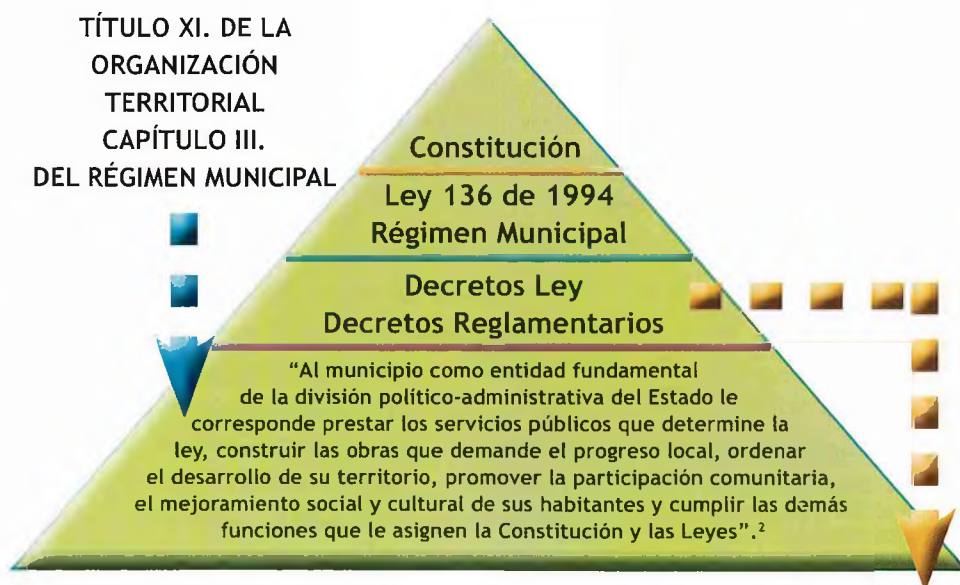 TÍTULO XI. DE LA
ORGANIZACIÓN
TERRITORIAL
CAPÍTULO III.
DEL RÉGIMEN MUNICIPAL
Constitución
Ley 136 de 1994
Régimen Municipal
Decretos Ley
Decretos Reglamentarios
“Al municipio como entidad fundamental
de la división político-administrativa del Estado le
corresponde prestar los servicios públicos que determine la
ley, construir las obras que demande el progreso local, ordenar
el desarrollo de su territorio, promover la participación comunitaria,
el mejoramiento social y cultural de sus habitantes y cumplir las demás
funciones que le asignen la Constitución y las Leyes”.²